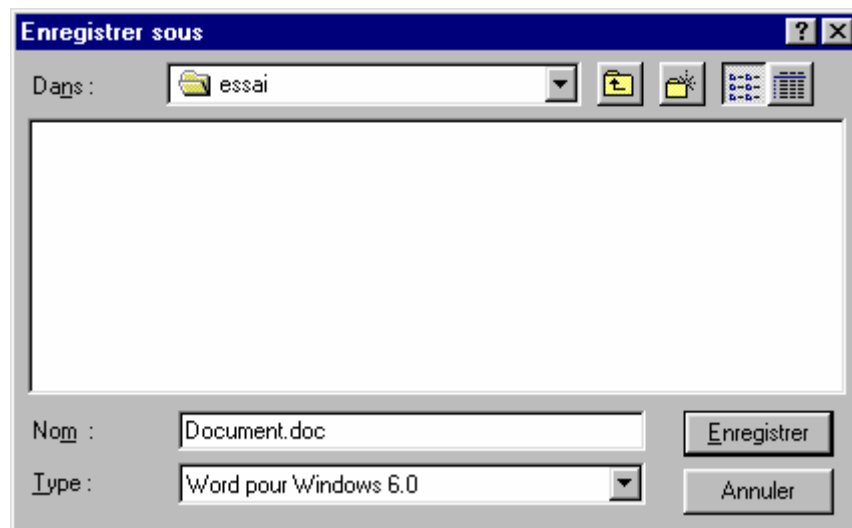 Enregistrer sous
Dans : essai
Nom : Document.doc
Enregistrer
Type : Word pour Windows 6.0
Annuler